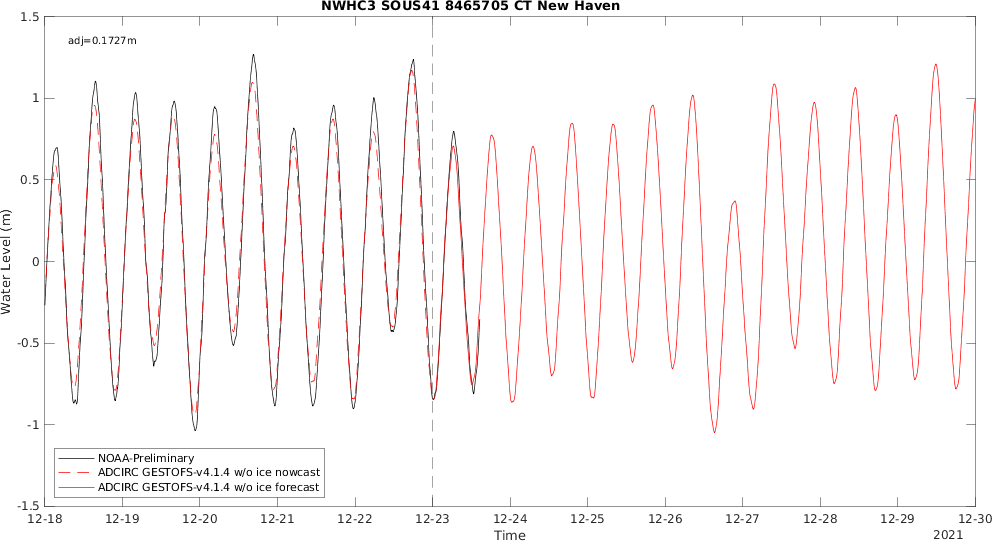 NWHC3 SOUS41 8465705 CT New Haven
1.5
adj=0.1727m
1
0.5
0
-0.5
-1
-1.5
Water Level (m)
NOAA-Preliminary
ADCIRC GESTOFS-v4.1.4 w/o ice nowcast
ADCIRC GESTOFS-v4.1.4 w/o ice forecast
12-18 12-19 12-20 12-21 12-22 12-23 12-24 12-25 12-26 12-27 12-28 12-29 12-30
Time
2021